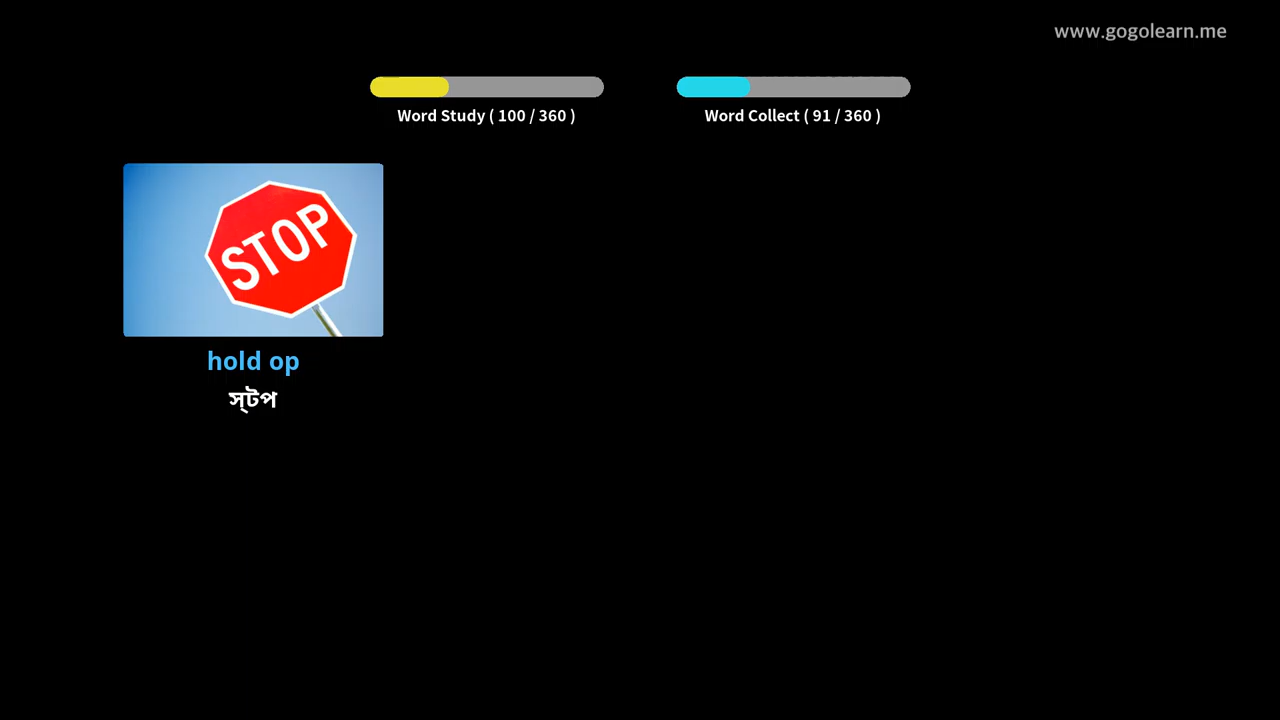 www.gogolearn.me
Word Study ( 100 / 360 )
Word Collect ( 91 / 360 )
STOP
hold op
স্টপ